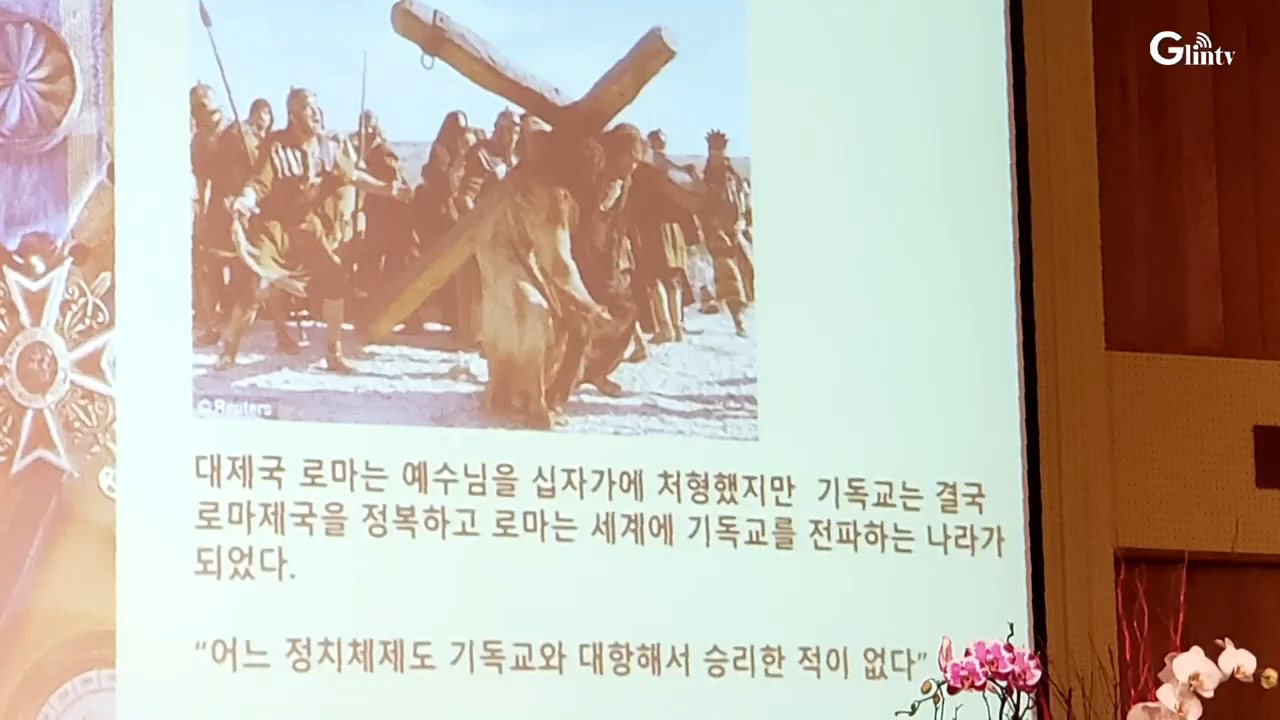 Glintv
© Reuters
대제국 로마는 예수님을 십자가에 처형했지만 기독교는 결국
로마제국을 정복하고 로마는 세계에 기독교를 전파하는 나라가
되었다.
“어느 정치체제도 기독교와 대항해서 승리한 적이 없다”